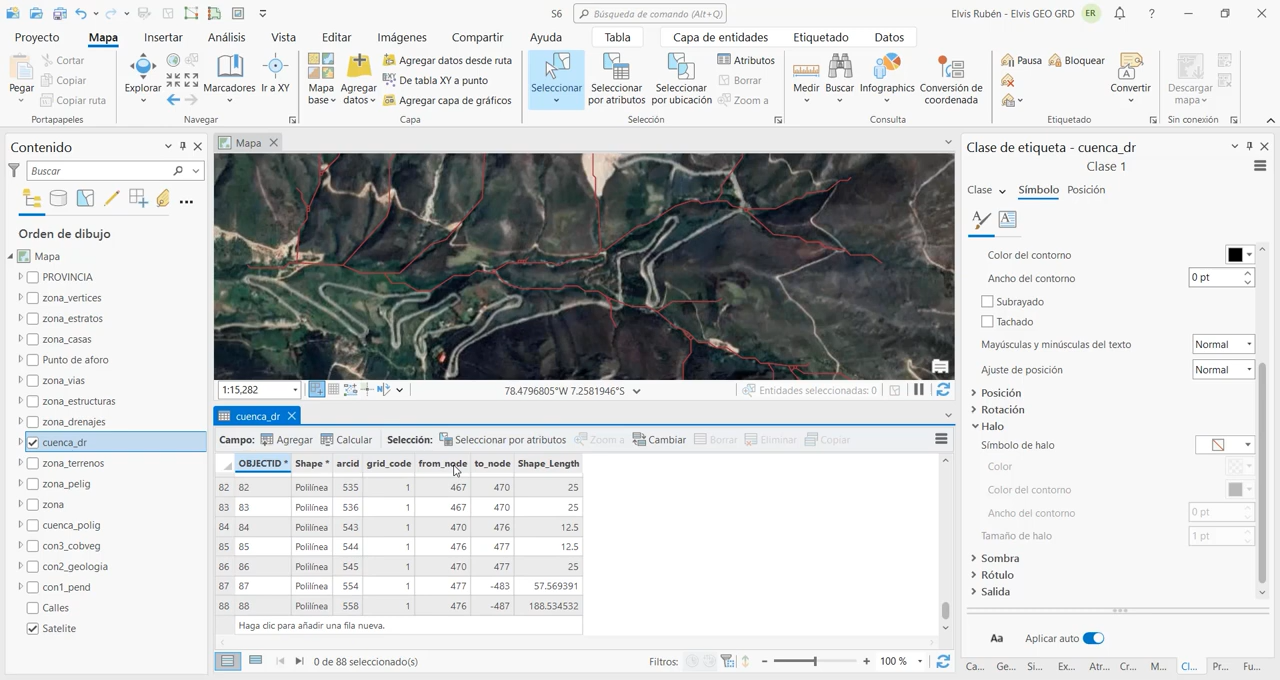 S6
Búsqueda de comando (Alt+Q)
Elvis Rubén - Elvis GEO GRD
ER
?
Proyecto
Mapa
Insertar
Análisis
Vista
Editar
Imágenes
Compartir
Ayuda
Tabla
Capa de entidades
Etiquetado
Datos
Pegar
Cortar
Copiar
Copiar ruta
Portapapeles
Explorar
Marcadores
Ir a XY
Navegar
Mapa base
Agregar datos
Agregar datos desde ruta
De tabla XY a punto
Agregar capa de gráficos
Capa
Seleccionar
Seleccionar por atributos
Seleccionar por ubicación
Atributos
Borrar
Zoom a
Selección
Medir
Buscar
Infographics
Conversión de coordenada
Consulta
Pausa
Bloquear
Convertir
Etiquetado
Descargar mapa
Sin conexión
Contenido
Buscar
Orden de dibujo
Mapa
PROVINCIA
zona_vertices
zona_estratos
zona_casas
Punto de aforo
zona_vias
zona_estructuras
zona_drenajes
cuenca_dr
zona_terrenos
zona_pelig
zona
cuenca_polig
con3_cobveg
con2_geologia
con1_pend
Calles
Satelite
Mapa
1:15,282
78.4796805°W 7.2581946°S
Entidades seleccionadas: 0
cuenca_dr
Campo:
Agregar
Calcular
Selección:
Seleccionar por atributos
Zoom a
Cambiar
Borrar
Eliminar
Copiar
OBJECTID * Shape * arcid grid_code from_node to_node Shape_Length
82 82 Polilínea 535 1 467 470 25
83 83 Polilínea 536 1 467 470 25
84 84 Polilínea 543 1 470 476 12.5
85 85 Polilínea 544 1 476 477 12.5
86 86 Polilínea 545 1 470 477 25
87 87 Polilínea 554 1 477 -483 57.569391
88 88 Polilínea 558 1 476 -487 188.534532
Haga clic para añadir una fila nueva.
0 de 88 seleccionado(s)
Filtros:
100 %
Clase de etiqueta - cuenca_dr
Clase 1
Clase
Símbolo
Posición
Color del contorno
Ancho del contorno
0 pt
Subrayado
Tachado
Mayúsculas y minúsculas del texto
Normal
Ajuste de posición
Normal
Posición
Rotación
Halo
Símbolo de halo
Color
Color del contorno
Ancho del contorno
0 pt
Tamaño de halo
1 pt
Sombra
Rótulo
Salida
Aa
Aplicar auto
Ca...
Ge...
Si...
Ex...
Atr...
Cr...
M...
Cl...
Pr...
Fu...